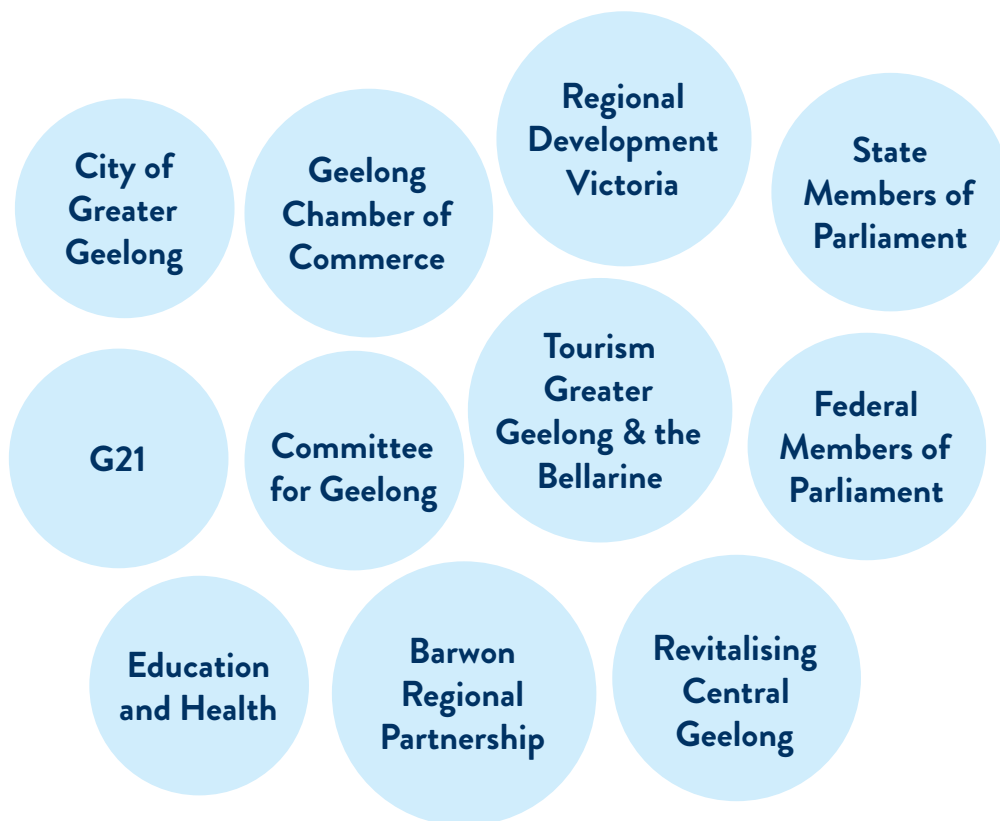 City of
Greater
Geelong
Geelong
Chamber of
Commerce
Regional
Development
Victoria
State
Members of
Parliament
G21
Committee
for Geelong
Tourism
Greater
Geelong & the
Bellarine
Federal
Members of
Parliament
Education
and Health
Barwon
Regional
Partnership
Revitalising
Central
Geelong